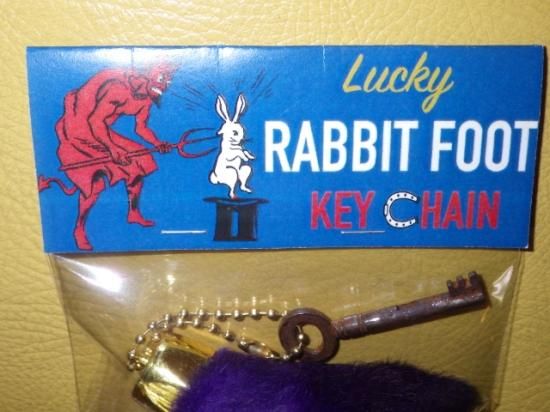 Lucky
RABBIT FOOT
KEY CHAIN